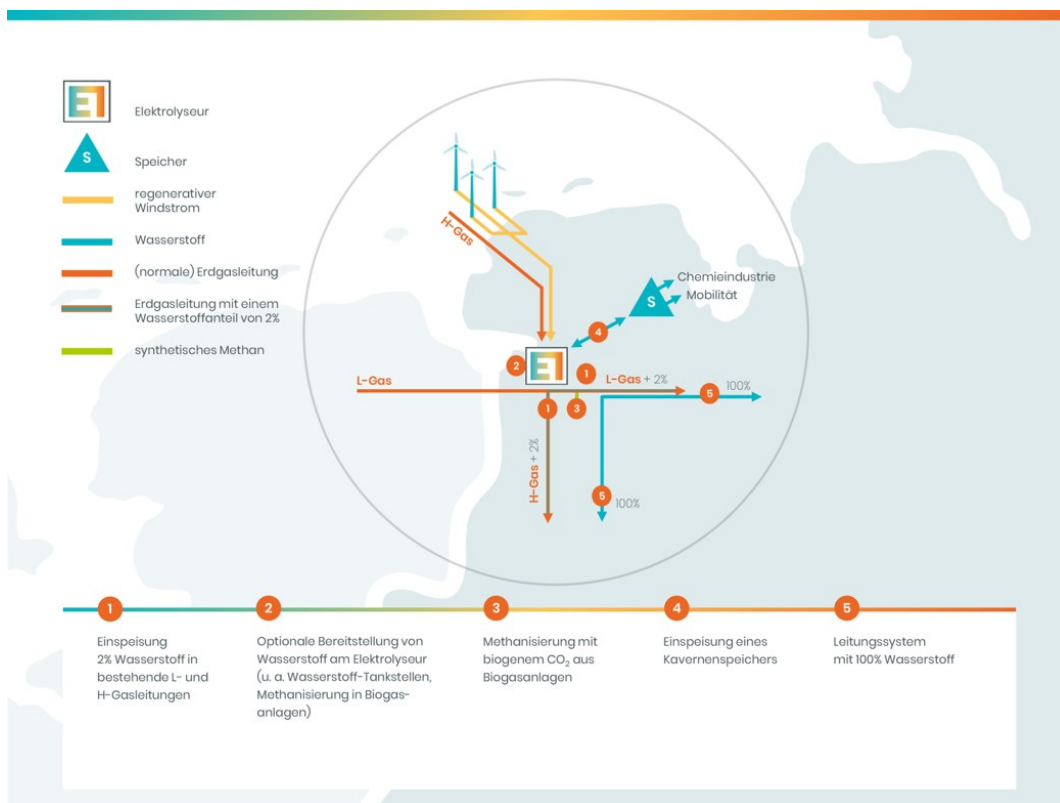 Elektrolyseur
S
Speicher
regenerativer
Windstrom
Wasserstoff
(normale) Erdgasleitung
Erdgasleitung mit einem
Wasserstoffanteil von 2%
synthetisches Methan
H-Gas
Chemieindustrie
Mobilität
S
4
2
1
L-Gas
L-Gas + 2%
5
100%
1
3
H-Gas + 2%
5
100%
1
Einspeisung
2% Wasserstoff in
bestehende L- und
H-Gasleitungen
2
Optionale Bereitstellung von
Wasserstoff am Elektrolyseur
(u. a. Wasserstoff-Tankstellen,
Methanisierung in Biogas-
anlagen)
3
Methanisierung mit
biogenem CO₂ aus
Biogasanlagen
4
Einspeisung eines
Kavernenspeichers
5
Leitungssystem
mit 100% Wasserstoff